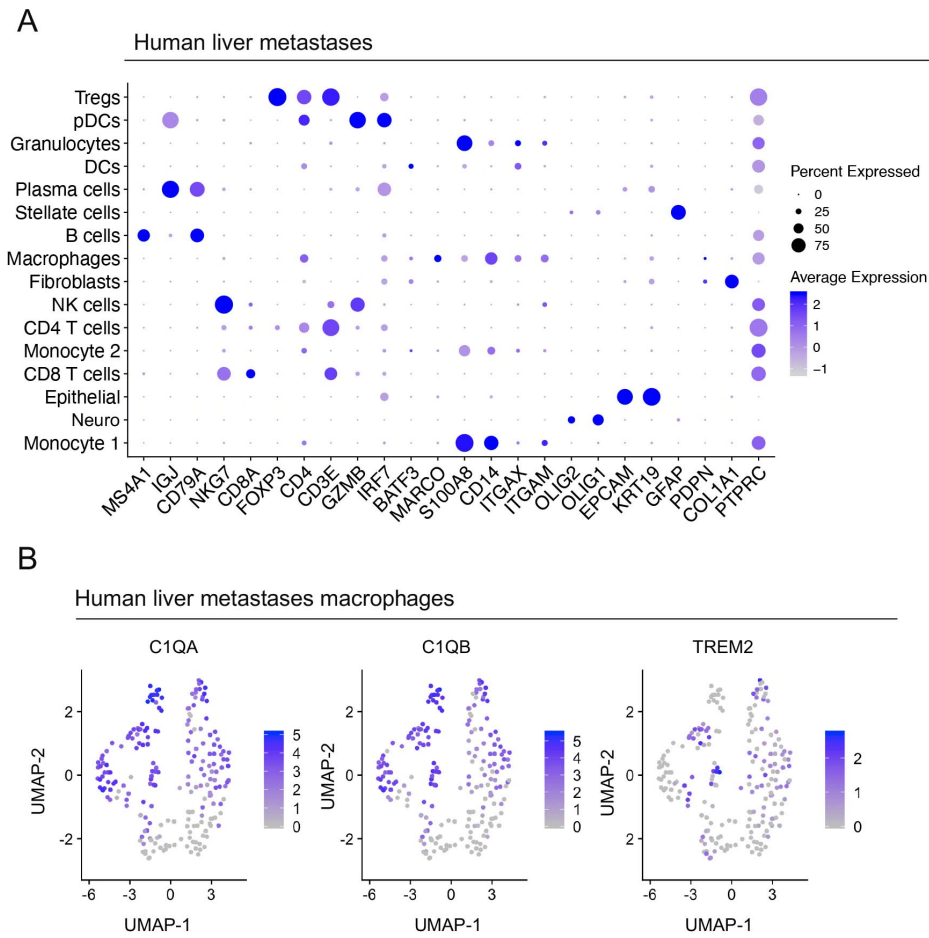 A
Human liver metastases
Tregs
pDCs
Granulocytes
DCs
Plasma cells
Stellate cells
B cells
Macrophages
Fibroblasts
NK cells
CD4 T cells
Monocyte 2
CD8 T cells
Epithelial
Neuro
Monocyte 1
MS4A1
IGJ
CD79A
NKG7
CD8A
FOXP3
CD4
CD3E
GZMB
IRF7
BATF3
MARCO
S100A8
CD14
ITGAX
ITGAM
OLIG2
OLIG1
EPCAM
KRT19
GFAP
PDPN
COL1A1
PTPRC
Percent Expressed
0
25
50
75
Average Expression
2
1
0
−1
B
Human liver metastases macrophages
C1QA
UMAP-2
2
0
-2
-6 -3 0 3
UMAP-1
5
4
3
2
1
0
C1QB
UMAP-2
2
0
-2
-6 -3 0 3
UMAP-1
5
4
3
2
1
0
TREM2
UMAP-2
2
0
2
-6 -3 0 3
UMAP-1
2
1
0